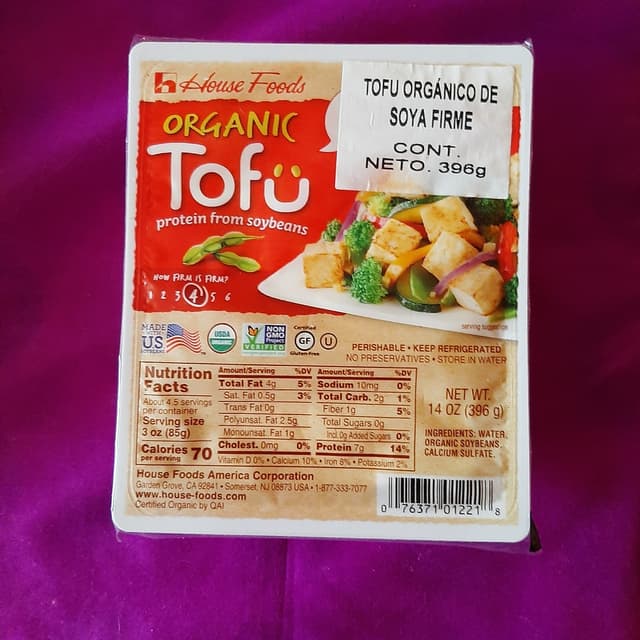 House Foods
ORGANIC
Tofu
protein from soybeans
HOW FIRM IS FIRM?
1 2 3 4 5 6
TOFU ORGÁNICO DE
SOYA FIRME
CONT.
NETO. 396g
serving suggestion
MADE
WITH
US
SOYBEANS
USDA
ORGANIC
NON
GMO
Project
VERIFIED
Certified
GF
Gluten-Free
U
PERISHABLE • KEEP REFRIGERATED
NO PRESERVATIVES • STORE IN WATER
Nutrition
Facts
About 4.5 servings
per container
Serving size
3 oz (85g)
Calories 70
per serving
Amount/Serving %DV
Total Fat 4g 5%
Sat. Fat 0.5g 3%
Trans Fat 0g
Polyunsat. Fat 2.5g
Monounsat. Fat 1g
Cholest. 0mg 0%
Amount/Serving %DV
Sodium 10mg 0%
Total Carb. 2g 1%
Fiber 1g 5%
Total Sugars 0g
Incl. 0g Added Sugars 0%
Protein 7g 14%
Vitamin D 0% • Calcium 10% • Iron 8% • Potassium 2%
NET WT.
14 OZ (396 g)
INGREDIENTS: WATER,
ORGANIC SOYBEANS,
CALCIUM SULFATE.
House Foods America Corporation
Garden Grove, CA 92841 • Somerset, NJ 08873 USA • 1-877-333-7077
www.house-foods.com
Certified Organic by QAI
0 76371 01221 8